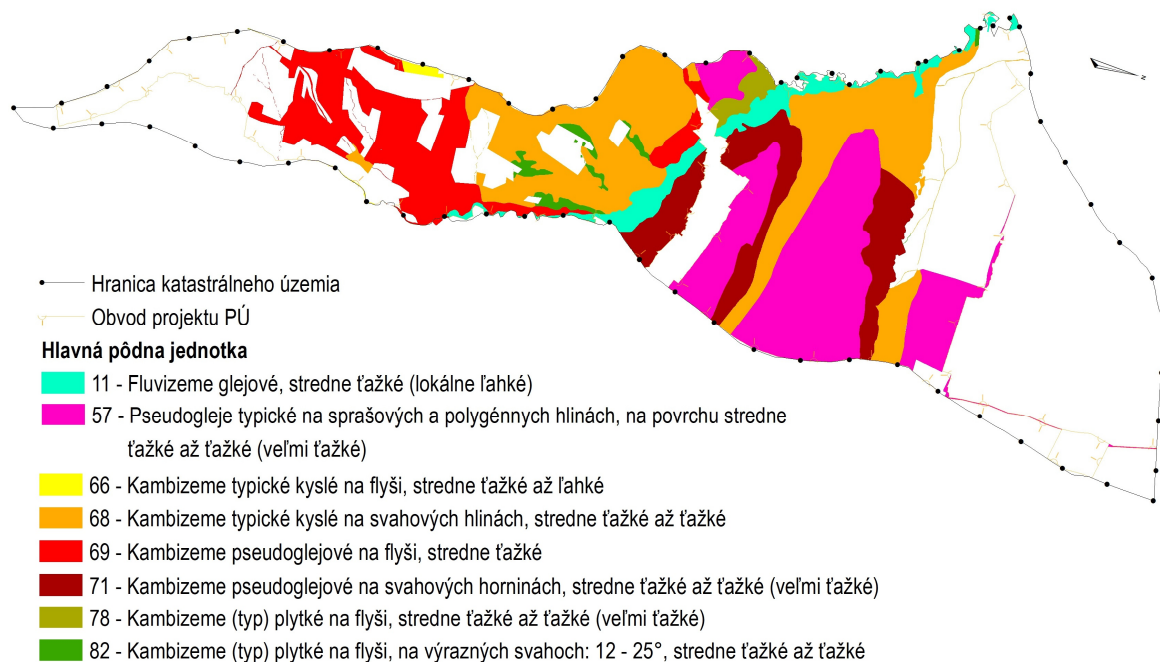 Hranica katastrálneho územia
Obvod projektu PÚ
Hlavná pôdna jednotka
11 - Fluvizeme glejové, stredne ťažké (lokálne ľahké)
57 - Pseudogleje typické na sprašových a polygénnych hlinách, na povrchu stredne
ťažké až ťažké (veľmi ťažké)
66 - Kambizeme typické kyslé na flyši, stredne ťažké až ľahké
68 - Kambizeme typické kyslé na svahových hlinách, stredne ťažké až ťažké
69 - Kambizeme pseudoglejové na flyši, stredne ťažké
71 - Kambizeme pseudoglejové na svahových horninách, stredne ťažké až ťažké (veľmi ťažké)
78 - Kambizeme (typ) plytké na flyši, stredne ťažké až ťažké (veľmi ťažké)
82 - Kambizeme (typ) plytké na flyši, na výrazných svahoch: 12 - 25°, stredne ťažké až ťažké